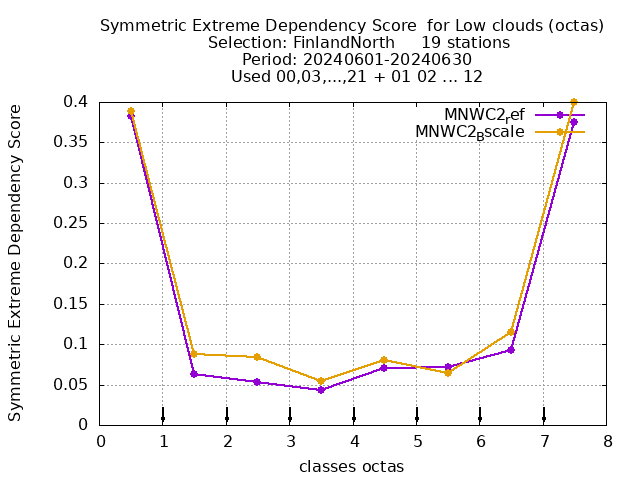 Symmetric Extreme Dependency Score  for Low clouds (octas)
Selection: FinlandNorth     19 stations
Period: 20240601-20240630
Used 00,03,...,21 + 01 02 ... 12
Symmetric Extreme Dependency Score
MNWC2ref
MNWC2Bscale
0.4
0.35
0.3
0.25
0.2
0.15
0.1
0.05
0
0 1 2 3 4 5 6 7 8
classes octas